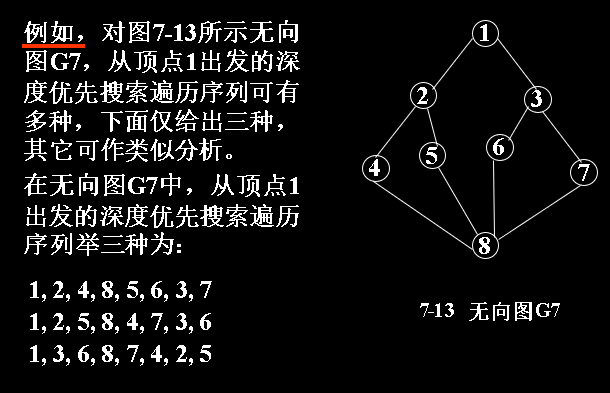 例如，对图7-13所示无向
图G7，从顶点1出发的深
度优先搜索遍历序列可有
多种，下面仅给出三种，
其它可作类似分析。
在无向图G7中，从顶点1
出发的深度优先搜索遍历
序列举三种为：
1, 2, 4, 8, 5, 6, 3, 7
1, 2, 5, 8, 4, 7, 3, 6
1, 3, 6, 8, 7, 4, 2, 5
1
2
3
4
5
6
7
8
7-13 无向图G7